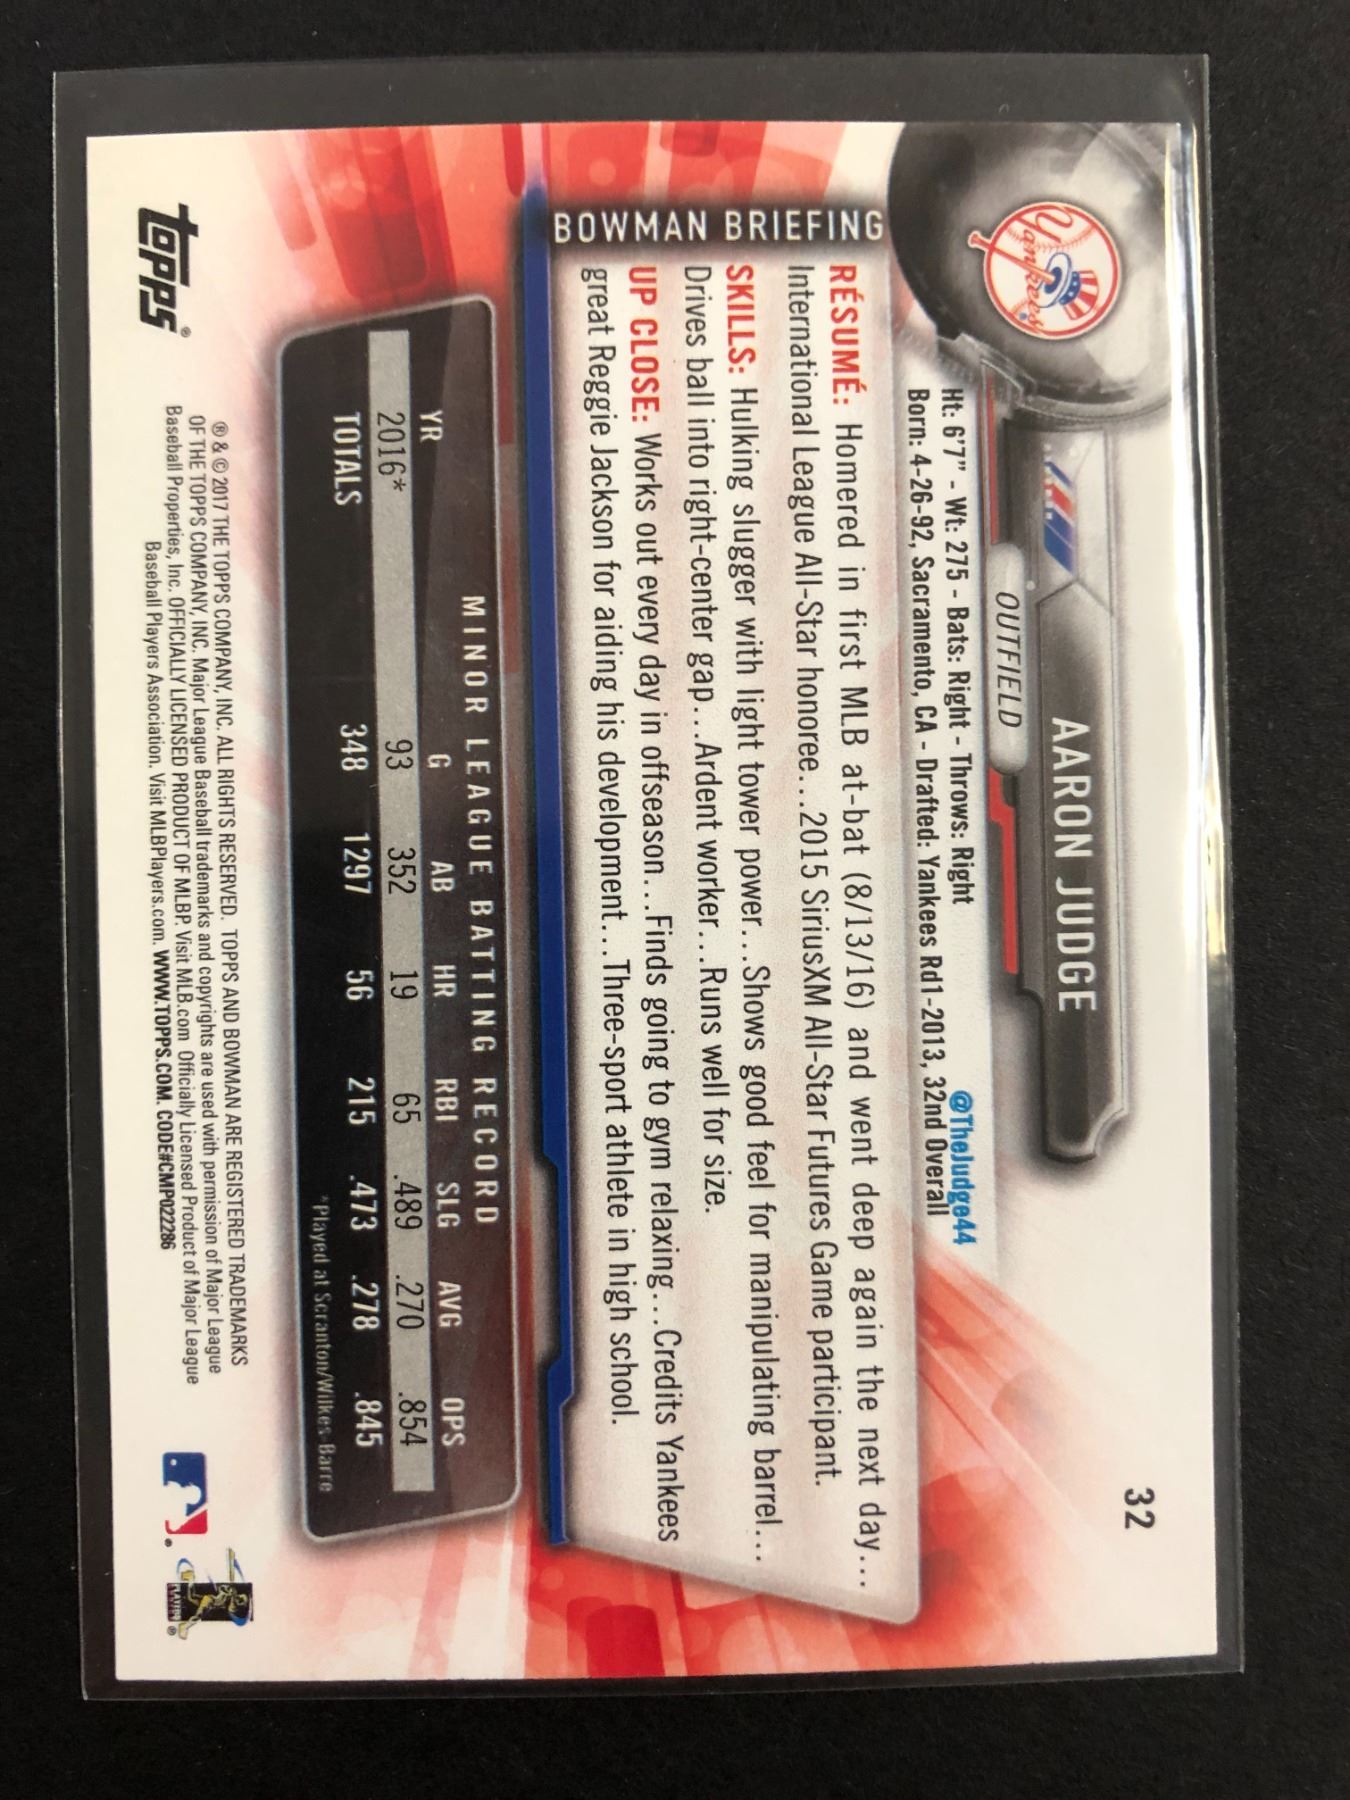 32
AARON JUDGE
OUTFIELD
Yankees
@TheJudge44
Ht: 6'7" - Wt: 275 - Bats: Right - Throws: Right
Born: 4-26-92, Sacramento, CA - Drafted: Yankees Rd1-2013, 32nd Overall
BOWMAN BRIEFING
RÉSUMÉ: Homered in first MLB at-bat (8/13/16) and went deep again the next day...
International League All-Star honoree...2015 SiriusXM All-Star Futures Game participant.
SKILLS: Hulking slugger with light tower power...Shows good feel for manipulating barrel...
Drives ball into right-center gap...Ardent worker...Runs well for size.
UP CLOSE: Works out every day in offseason...Finds going to gym relaxing...Credits Yankees
great Reggie Jackson for aiding his development...Three-sport athlete in high school.
MINOR LEAGUE BATTING RECORD
YR G AB HR RBI SLG AVG OPS
2016* 93 352 19 65 .489 .270 .854
TOTALS 348 1297 56 215 .473 .278 .845
*Played at Scranton/Wilkes-Barre
topps®
® & © 2017 THE TOPPS COMPANY, INC. ALL RIGHTS RESERVED. TOPPS AND BOWMAN ARE REGISTERED TRADEMARKS
OF THE TOPPS COMPANY, INC. Major League Baseball trademarks and copyrights are used with permission of Major League
Baseball Properties, Inc. OFFICIALLY LICENSED PRODUCT OF MLBP. Visit MLB.com Officially Licensed Product of Major League
Baseball Players Association. Visit MLBPlayers.com. WWW.TOPPS.COM. CODE#CMP022286